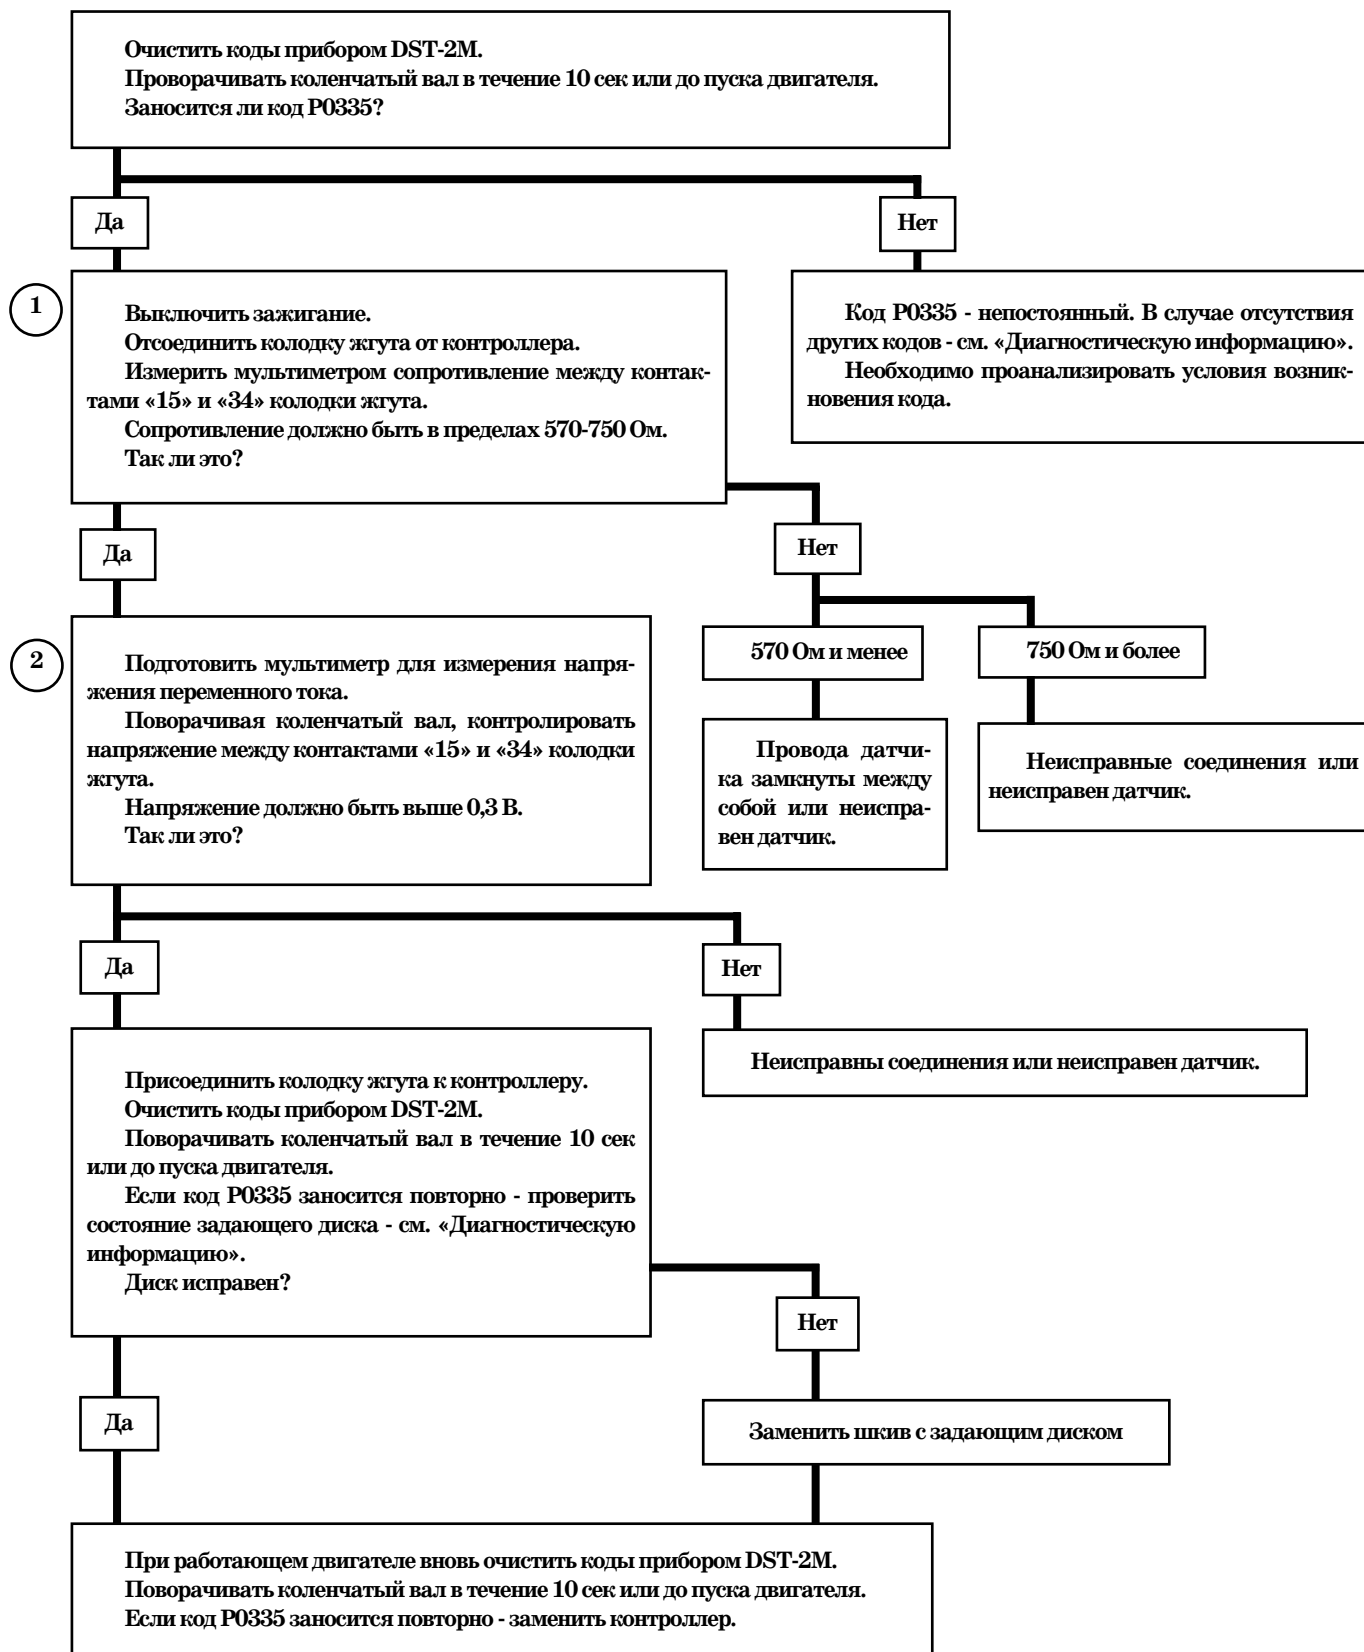 Очистить коды прибором DST-2M.
Проворачивать коленчатый вал в течение 10 сек или до пуска двигателя.
Заносится ли код P0335?
Да
Нет
1
Выключить зажигание.
Отсоединить колодку жгута от контроллера.
Измерить мультиметром сопротивление между контак-
тами «15» и «34» колодки жгута.
Сопротивление должно быть в пределах 570-750 Ом.
Так ли это?
Код P0335 - непостоянный. В случае отсутствия
других кодов - см. «Диагностическую информацию».
Необходимо проанализировать условия возник-
новения кода.
Да
Нет
2
Подготовить мультиметр для измерения напря-
жения переменного тока.
Поворачивая коленчатый вал, контролировать
напряжение между контактами «15» и «34» колодки
жгута.
Напряжение должно быть выше 0,3 В.
Так ли это?
570 Ом и менее
750 Ом и более
Провода датчи-
ка замкнуты между
собой или неиспра-
вен датчик.
Неисправные соединения или
неисправен датчик.
Да
Нет
Неисправны соединения или неисправен датчик.
Присоединить колодку жгута к контроллеру.
Очистить коды прибором DST-2M.
Поворачивать коленчатый вал в течение 10 сек
или до пуска двигателя.
Если код P0335 заносится повторно - проверить
состояние задающего диска - см. «Диагностическую
информацию».
Диск исправен?
Нет
Да
Заменить шкив с задающим диском
При работающем двигателе вновь очистить коды прибором DST-2M.
Поворачивать коленчатый вал в течение 10 сек или до пуска двигателя.
Если код P0335 заносится повторно - заменить контроллер.